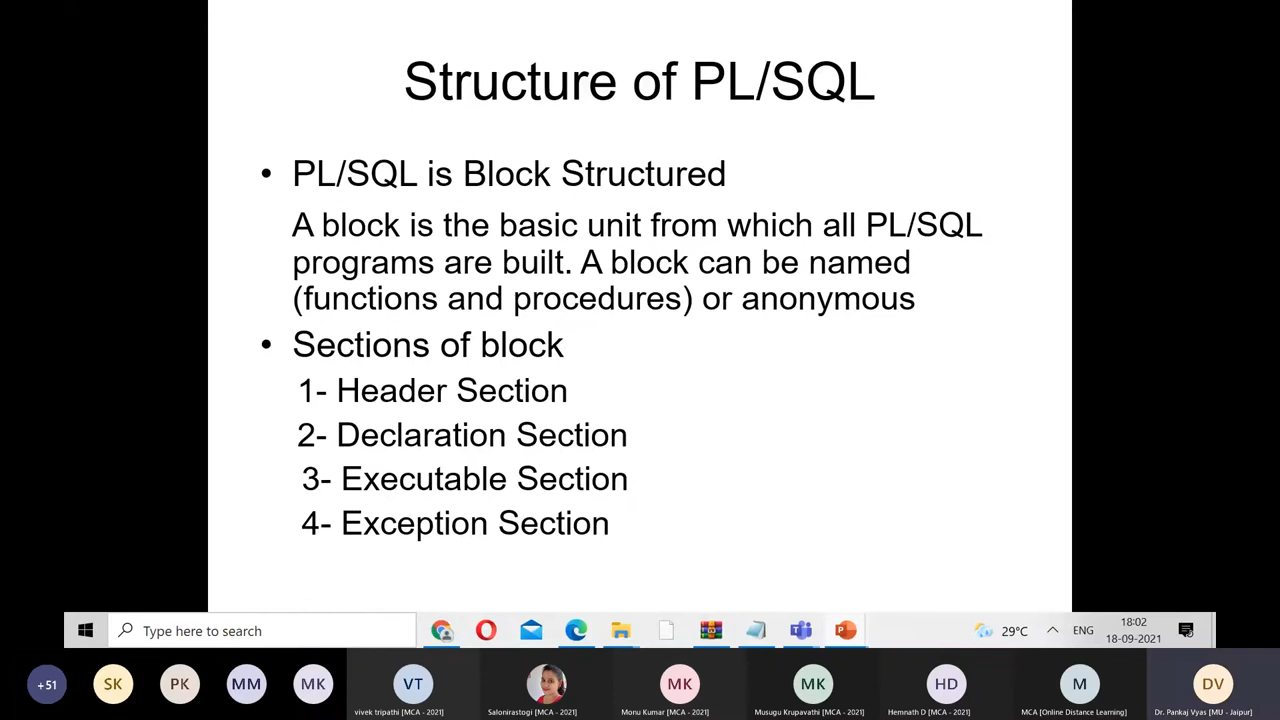 Structure of PL/SQL
• PL/SQL is Block Structured
A block is the basic unit from which all PL/SQL
programs are built. A block can be named
(functions and procedures) or anonymous
• Sections of block
1- Header Section
2- Declaration Section
3- Executable Section
4- Exception Section
Type here to search
29°C
ENG
18:02
18-09-2021
+51
SK
PK
MM
MK
VT
MK
MK
HD
M
DV
vivek tripathi [MCA - 2021]
Salonirastogi [MCA - 2021]
Monu Kumar [MCA - 2021]
Musugu Krupavathi [MCA - 2021]
Hemnath D [MCA - 2021]
MCA [Online Distance Learning]
Dr. Pankaj Vyas [MU - Jaipur]